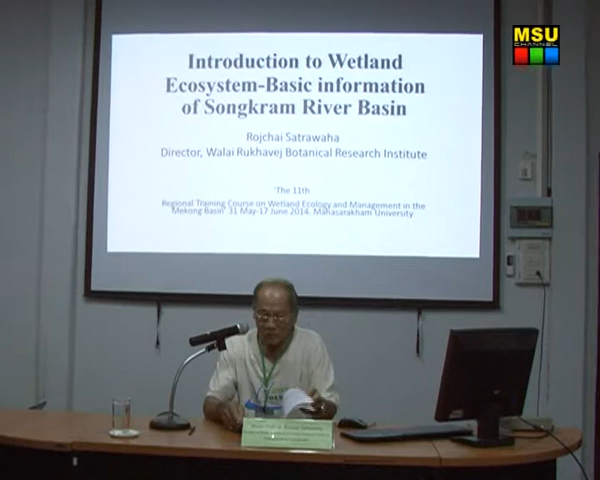 MSU
CHANNEL
Introduction to Wetland
Ecosystem-Basic information
of Songkram River Basin
Rojchai Satrawaha
Director, Walai Rukhavej Botanical Research Institute
'The 11th
Regional Training Course on Wetland Ecology and Management in the
Mekong Basin' 31 May-17 June 2014. Mahasarakham University